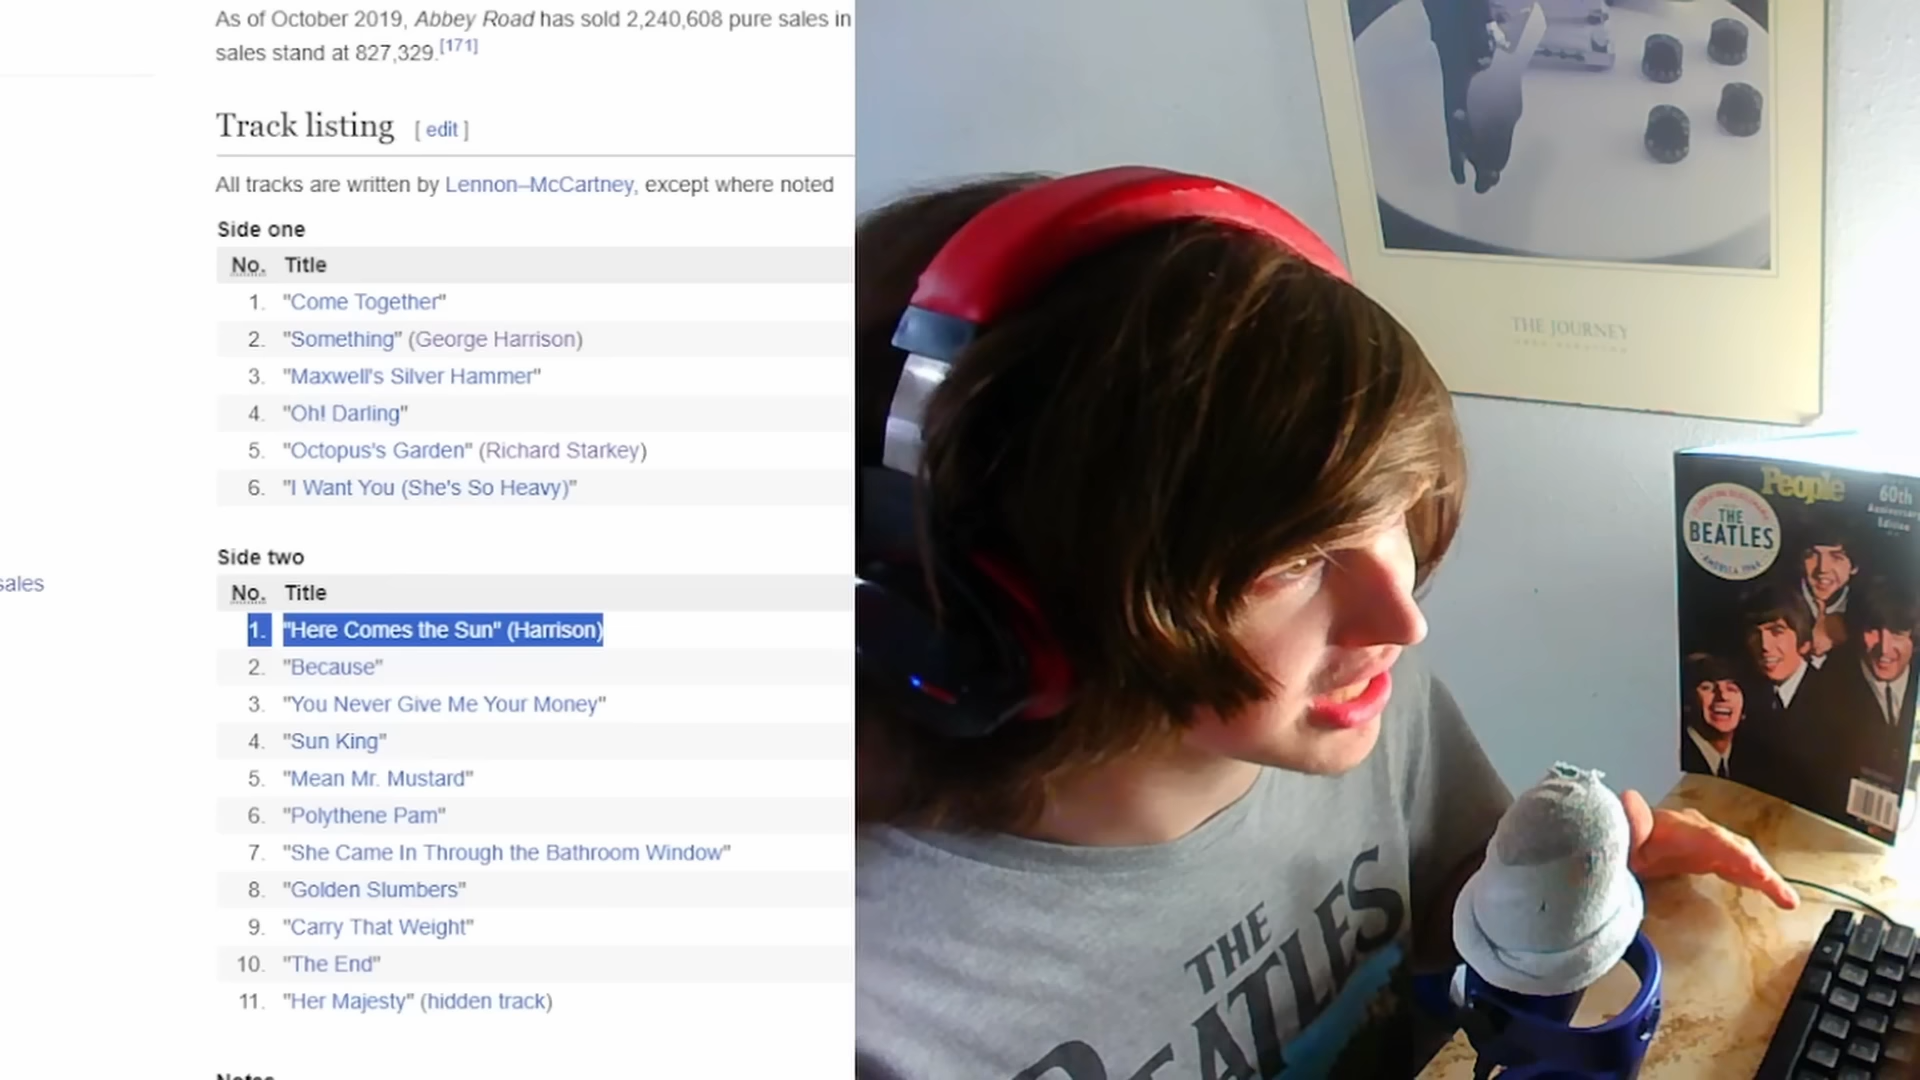 As of October 2019, Abbey Road has sold 2,240,608 pure sales in
sales stand at 827,329.[171]
Track listing [ edit ]
All tracks are written by Lennon–McCartney, except where noted
Side one
No. Title
1. "Come Together"
2. "Something" (George Harrison)
3. "Maxwell's Silver Hammer"
4. "Oh! Darling"
5. "Octopus's Garden" (Richard Starkey)
6. "I Want You (She's So Heavy)"
Side two
No. Title
1. "Here Comes the Sun" (Harrison)
2. "Because"
3. "You Never Give Me Your Money"
4. "Sun King"
5. "Mean Mr. Mustard"
6. "Polythene Pam"
7. "She Came In Through the Bathroom Window"
8. "Golden Slumbers"
9. "Carry That Weight"
10. "The End"
11. "Her Majesty" (hidden track)
Notes
sales
THE JOURNEY
People
60th
Anniversary
Edition
THE
BEATLES
THE
BEATLES